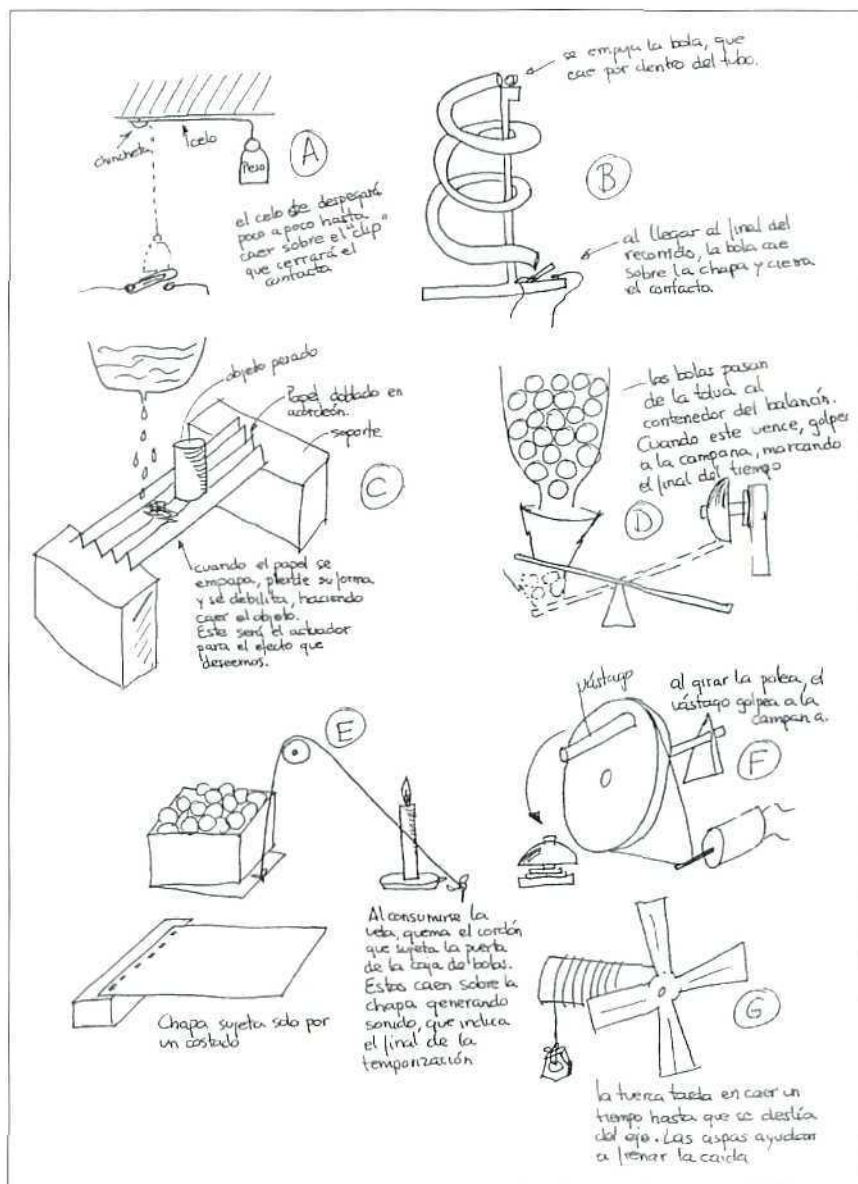 chincheta
celo
Peso
A
el celo se despegará
poco a poco hasta
caer sobre el "clip"
que cerrará el
contacto
se empuja la bola, que
cae por dentro del tubo.
B
al llegar al final del
recorrido, la bola cae
sobre la chapa y cierra
el contacto
objeto pesado
Papel doblado en
acordeón.
soporte
C
cuando el papel se
empapa, pierde su forma
y se debilita, haciendo
caer el objeto.
Este será el actuador
para el efecto que
deseemos.
las bolas pasan
de la tolva al
contenedor del balancín.
Cuando este vence, golpea
a la campana, marcando
el final del tiempo
D
E
Al consumirse la
vela, quema el cordón
que sujeta la puerta
de la caja de bolas.
Estas caen sobre la
chapa generando
sonido, que indica
el final de la
temporización
Chapa sujeta solo por
un costado
vástago
al girar la polea, el
vástago golpea a la
campana.
F
G
la tuerca tarda en caer un
tiempo hasta que se deslía
del eje. Las aspas ayudan
a frenar la caída